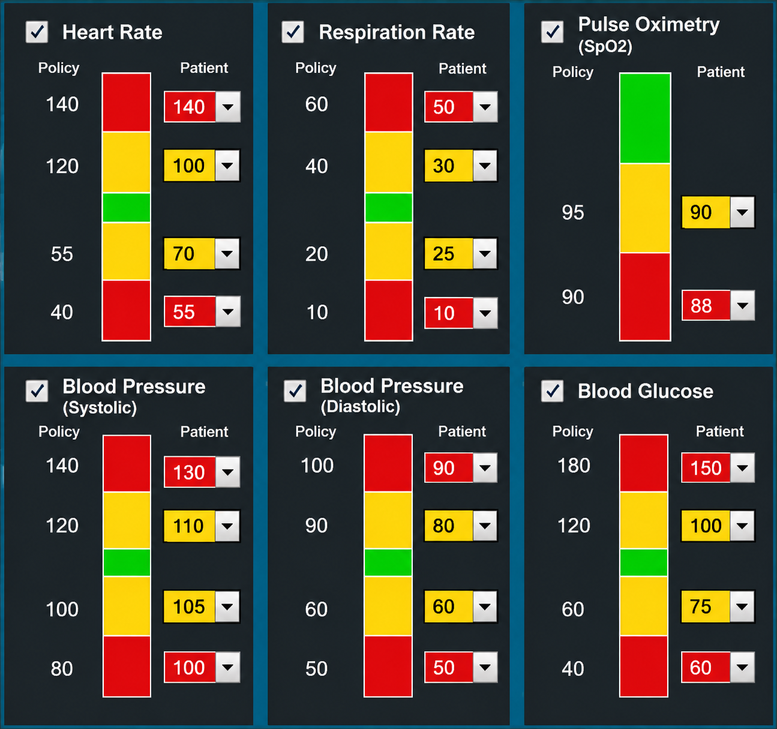 Heart Rate
Policy Patient
140 140
120 100
55 70
40 55
Respiration Rate
Policy Patient
60 50
40 30
20 25
10 10
Pulse Oximetry
(SpO2)
Policy Patient
95 90
90 88
Blood Pressure
(Systolic)
Policy Patient
140 130
120 110
100 105
80 100
Blood Pressure
(Diastolic)
Policy Patient
100 90
90 80
60 60
50 50
Blood Glucose
Policy Patient
180 150
120 100
60 75
40 60